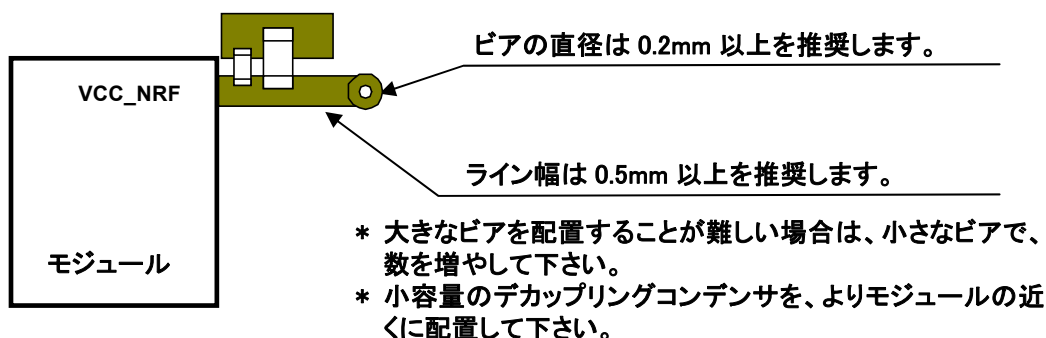 ビアの直径は 0.2mm 以上を推奨します。
VCC_NRF
ライン幅は 0.5mm 以上を推奨します。
モジュール
* 大きなビアを配置することが難しい場合は、小さなビアで、
数を増やして下さい。
* 小容量のデカップリングコンデンサを、よりモジュールの近
くに配置して下さい。